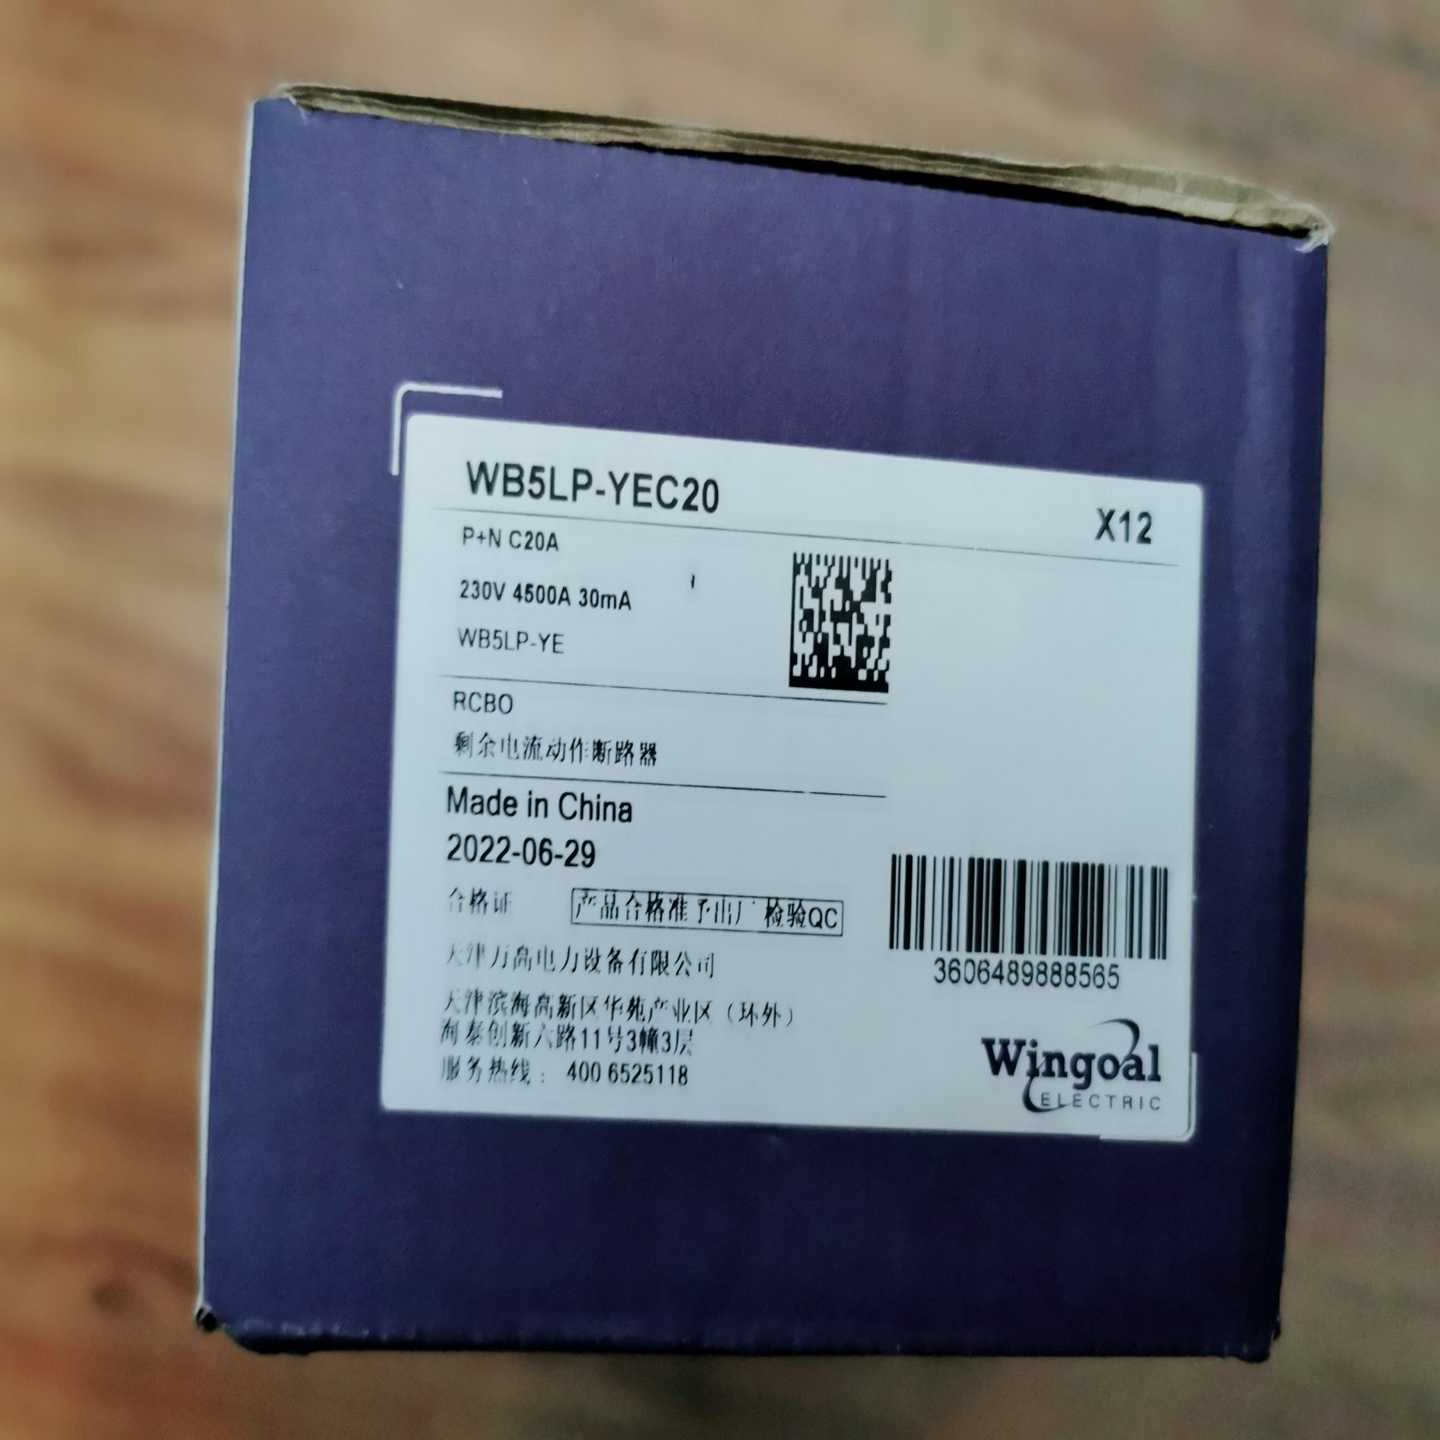 WB5LP-YEC20
X12
P+N C20A
230V 4500A 30mA
WB5LP-YE
RCBO
剩余电流动作断路器
Made in China
2022-06-29
合格证 产品合格准予出厂 检验QC
3606489888565
天津万高电力设备有限公司
天津滨海高新区华苑产业区（环外）
海泰创新六路11号3幢3层
服务热线： 400 6525118
Wingoal
ELECTRIC